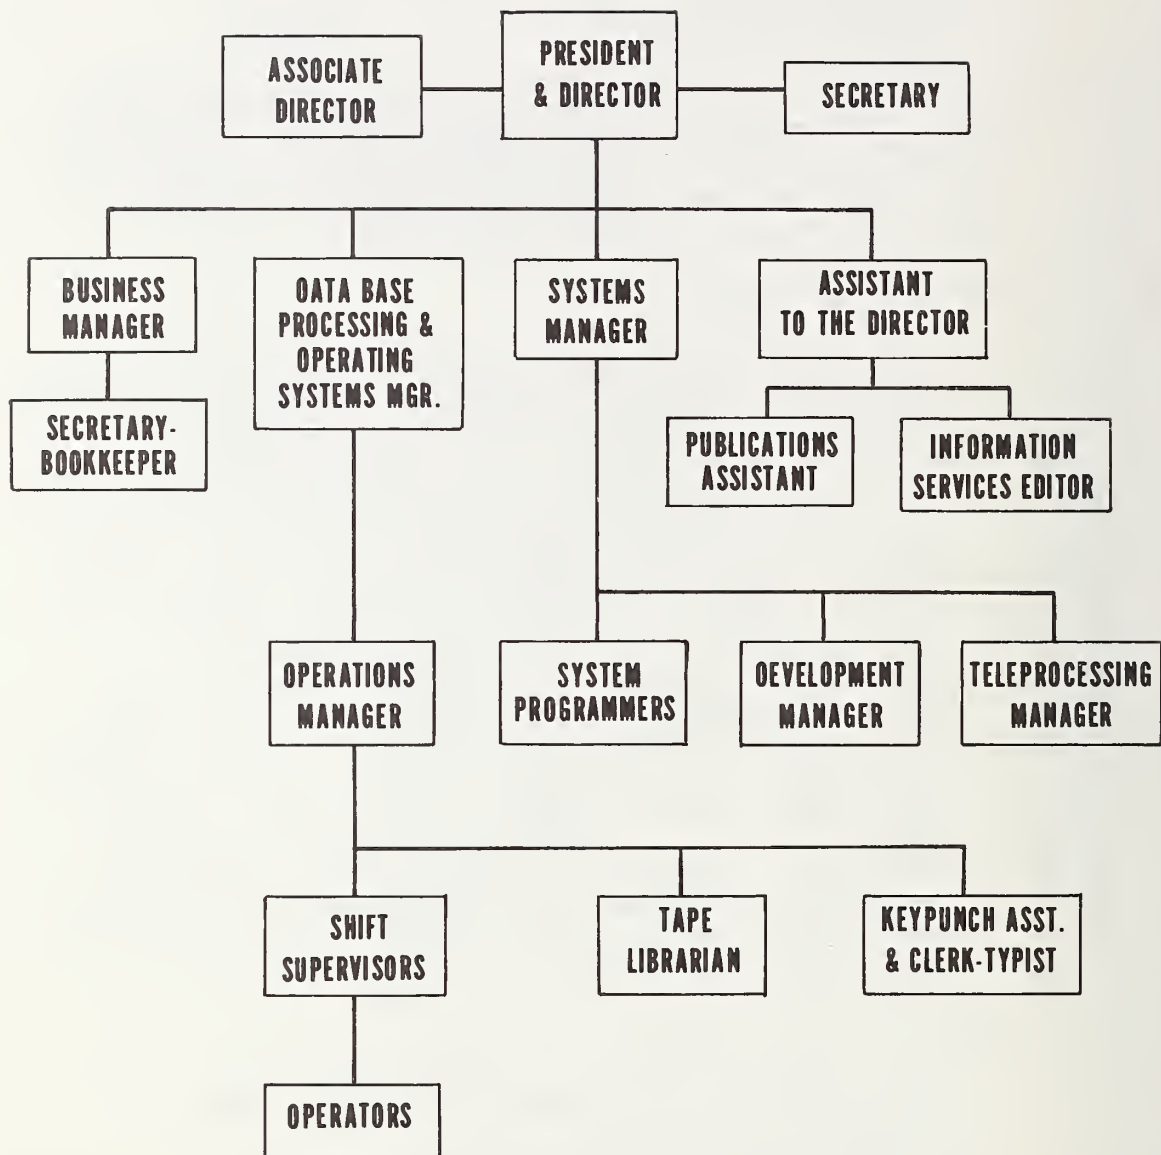 ASSOCIATE
DIRECTOR
PRESIDENT
& DIRECTOR
SECRETARY
BUSINESS
MANAGER
DATA BASE
PROCESSING &
OPERATING
SYSTEMS MGR.
SYSTEMS
MANAGER
ASSISTANT
TO THE DIRECTOR
SECRETARY-
BOOKKEEPER
PUBLICATIONS
ASSISTANT
INFORMATION
SERVICES EDITOR
OPERATIONS
MANAGER
SYSTEM
PROGRAMMERS
DEVELOPMENT
MANAGER
TELEPROCESSING
MANAGER
SHIFT
SUPERVISORS
TAPE
LIBRARIAN
KEYPUNCH ASST.
& CLERK-TYPIST
OPERATORS